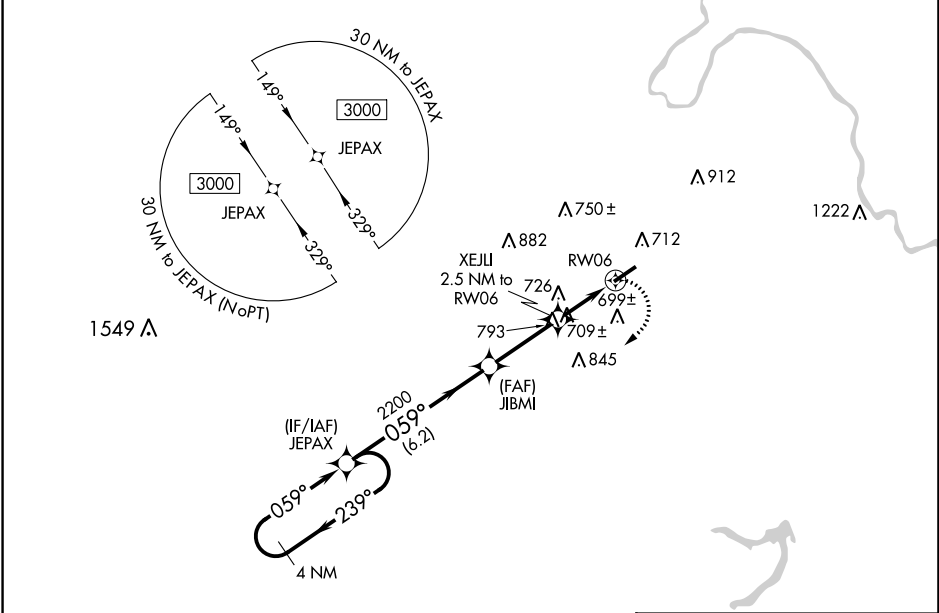 30 NM to JEPAX
149°
3000
JEPAX
329°
149°
3000
JEPAX
329°
30 NM to JEPAX (NoPT)
912
750 ±
1222
882
712
XEJLI
2.5 NM to
RW06
RW06
726
699±
1549
793
709 ±
845
(FAF)
JIBMI
2200
059°
(6.2)
(IF/IAF)
JEPAX
059°
239°
4 NM